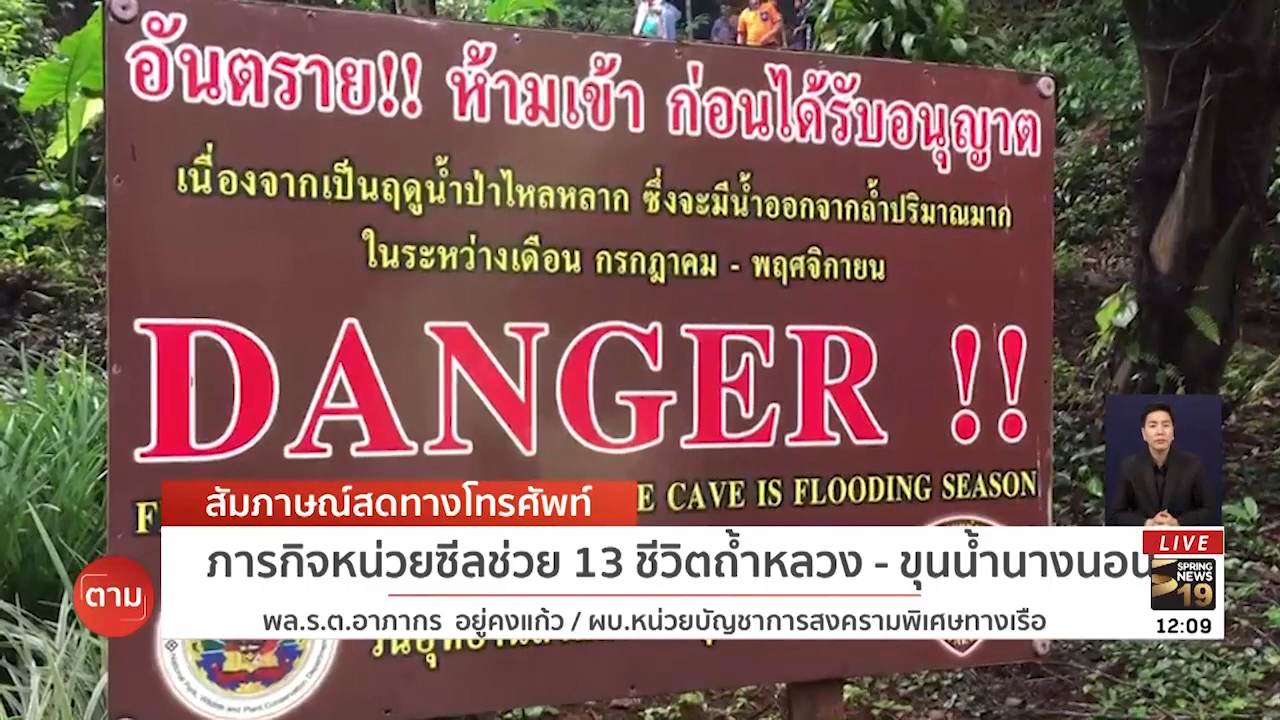 อันตราย!! ห้ามเข้า ก่อนได้รับอนุญาต
เนื่องจากเป็นฤดูน้ำป่าไหลหลาก ซึ่งจะมีน้ำออกจากถ้ำปริมาณมาก
ในระหว่างเดือน กรกฎาคม - พฤศจิกายน
DANGER !!
CAVE IS FLOODING SEASON
สัมภาษณ์สดทางโทรศัพท์
ภารกิจหน่วยซีลช่วย 13 ชีวิตถ้ำหลวง - ขุนน้ำนางนอน
พล.ร.ต.อาภากร อยู่คงแก้ว / ผบ.หน่วยบัญชาการสงครามพิเศษทางเรือ
ตาม
LIVE
SPRING
NEWS
19
12:09
National Park, Wildlife and Plant Conservation